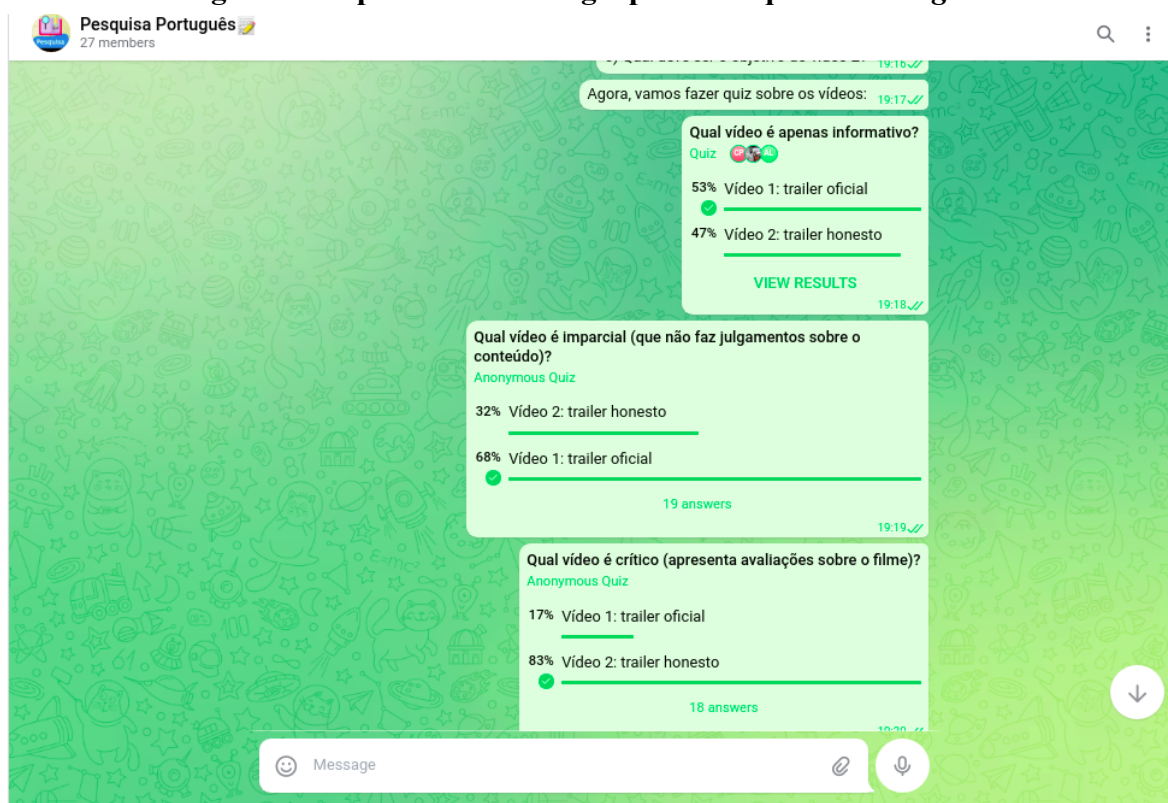 Pesquisa Português
27 members
19:16
Agora, vamos fazer quiz sobre os vídeos: 19:17
Qual vídeo é apenas informativo?
Quiz CP AL
53% Vídeo 1: trailer oficial
47% Vídeo 2: trailer honesto
VIEW RESULTS
19:18
Qual vídeo é imparcial (que não faz julgamentos sobre o
conteúdo)?
Anonymous Quiz
32% Vídeo 2: trailer honesto
68% Vídeo 1: trailer oficial
19 answers
19:19
Qual vídeo é crítico (apresenta avaliações sobre o filme)?
Anonymous Quiz
17% Vídeo 1: trailer oficial
83% Vídeo 2: trailer honesto
18 answers
Message